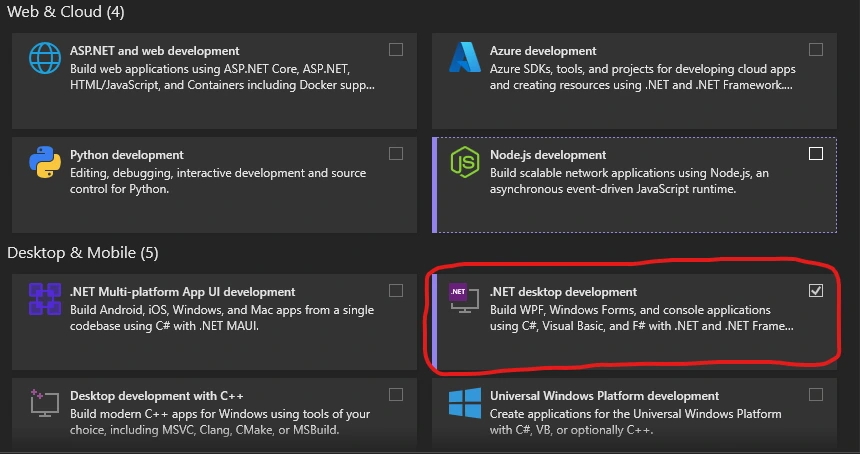 Web & Cloud (4)
ASP.NET and web development
Build web applications using ASP.NET Core, ASP.NET,
HTML/JavaScript, and Containers including Docker supp...
Azure development
Azure SDKs, tools, and projects for developing cloud apps
and creating resources using .NET and .NET Framework....
Python development
Editing, debugging, interactive development and source
control for Python.
JS
Node.js development
Build scalable network applications using Node.js, an
asynchronous event-driven JavaScript runtime.
Desktop & Mobile (5)
.NET Multi-platform App UI development
Build Android, iOS, Windows, and Mac apps from a single
codebase using C# with .NET MAUI.
.NET
.NET desktop development
Build WPF, Windows Forms, and console applications
using C#, Visual Basic, and F# with .NET and .NET Frame...
Desktop development with C++
Build modern C++ apps for Windows using tools of your
choice, including MSVC, Clang, CMake, or MSBuild.
Universal Windows Platform development
Create applications for the Universal Windows Platform
with C#, VB, or optionally C++.